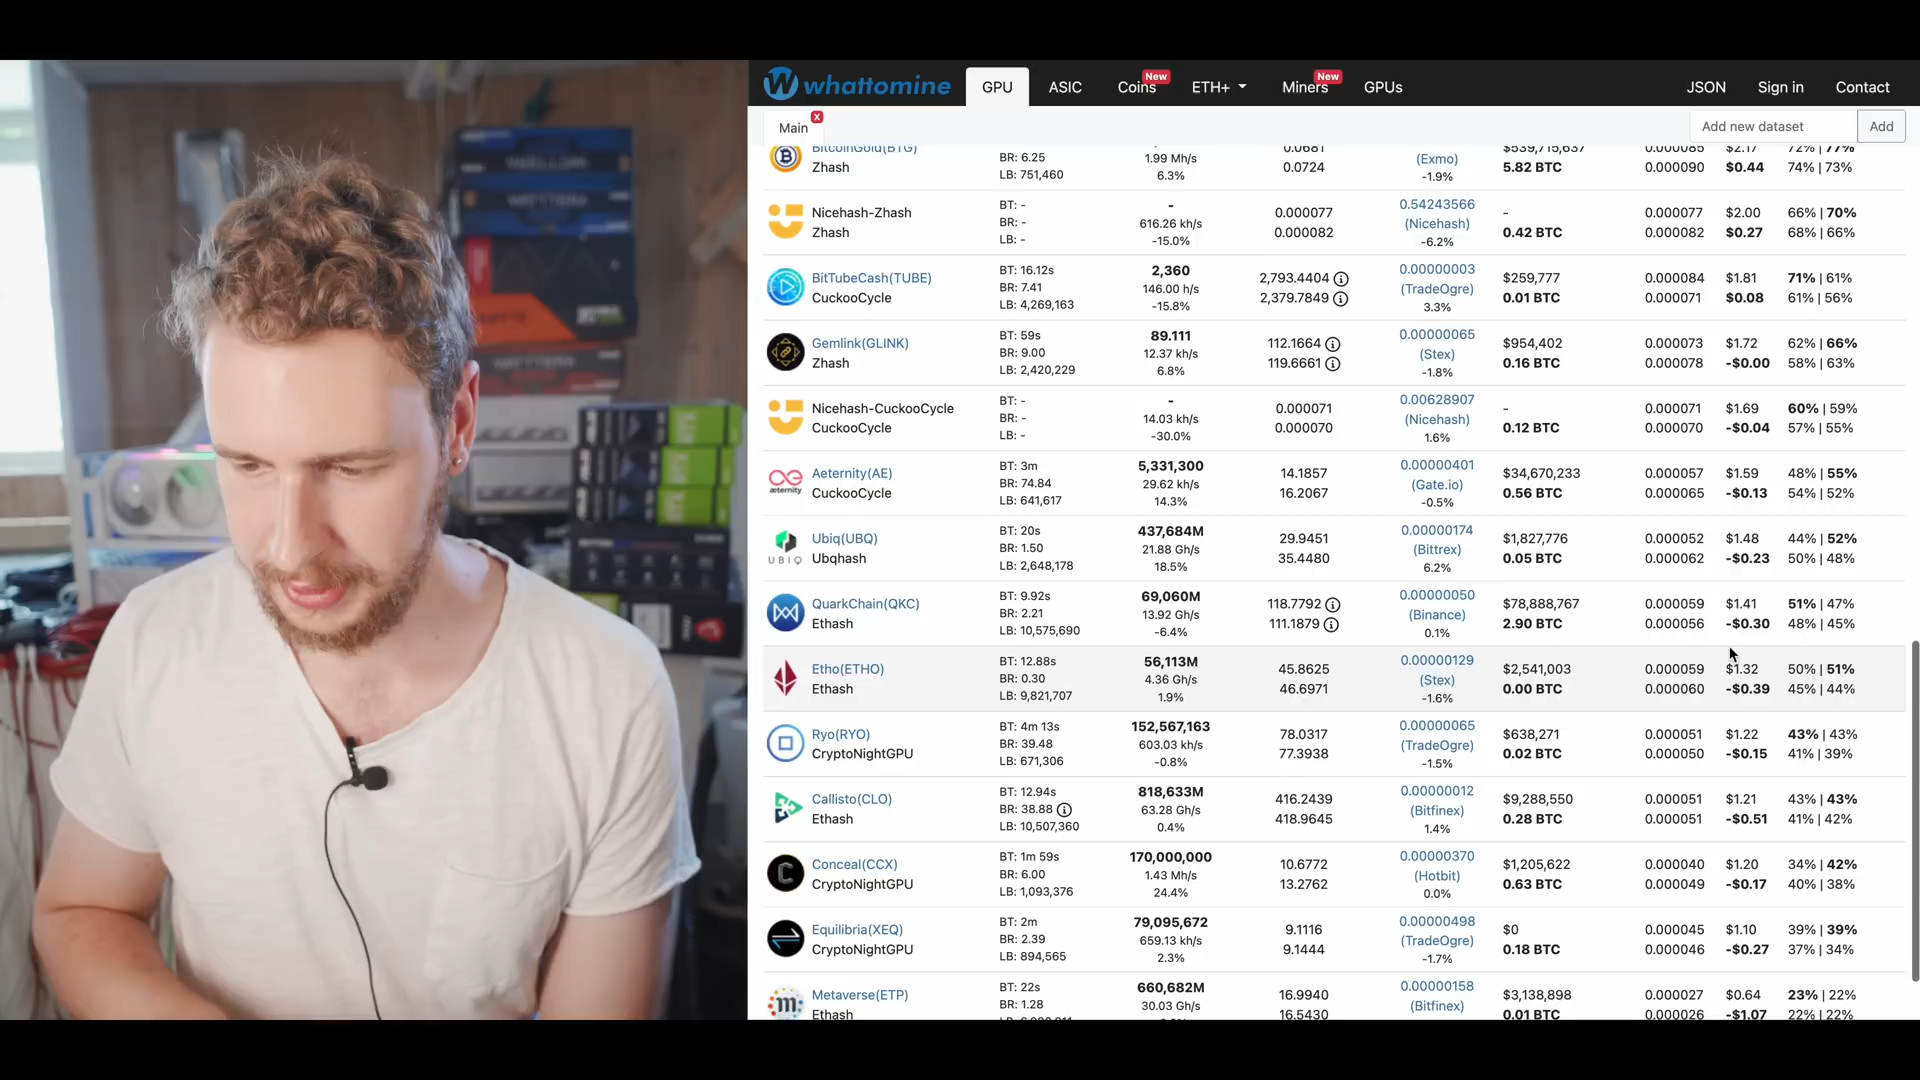 whattomine
GPU
ASIC
Coins
New
ETH+
Miners
New
GPUs
JSON
Sign in
Contact
Main
x
Add new dataset
Add
BitcoinGold(BTG)
Zhash
BR: 6.25
LB: 751,460
1.99 Mh/s
6.3%
0.0681
0.0724
(Exmo)
-1.9%
$539,715,637
5.82 BTC
0.000085
0.000090
$2.17
$0.44
72% | 77%
74% | 73%
Nicehash-Zhash
Zhash
BT: -
BR: -
LB: -
-
616.26 kh/s
-15.0%
0.000077
0.000082
0.54243566
(Nicehash)
-6.2%
-
0.42 BTC
0.000077
0.000082
$2.00
$0.27
66% | 70%
68% | 66%
BitTubeCash(TUBE)
CuckooCycle
BT: 16.12s
BR: 7.41
LB: 4,269,163
2,360
146.00 h/s
-15.8%
2,793.4404
2,379.7849
0.00000003
(TradeOgre)
3.3%
$259,777
0.01 BTC
0.000084
0.000071
$1.81
$0.08
71% | 61%
61% | 56%
Gemlink(GLINK)
Zhash
BT: 59s
BR: 9.00
LB: 2,420,229
89.111
12.37 kh/s
6.8%
112.1664
119.6661
0.00000065
(Stex)
-1.8%
$954,402
0.16 BTC
0.000073
0.000078
$1.72
-$0.00
62% | 66%
58% | 63%
Nicehash-CuckooCycle
CuckooCycle
BT: -
BR: -
LB: -
-
14.03 kh/s
-30.0%
0.000071
0.000070
0.00628907
(Nicehash)
1.6%
-
0.12 BTC
0.000071
0.000070
$1.69
-$0.04
60% | 59%
57% | 55%
æternity
Aeternity(AE)
CuckooCycle
BT: 3m
BR: 74.84
LB: 641,617
5,331,300
29.62 kh/s
14.3%
14.1857
16.2067
0.00000401
(Gate.io)
-0.5%
$34,670,233
0.56 BTC
0.000057
0.000065
$1.59
-$0.13
48% | 55%
54% | 52%
UBIQ
Ubiq(UBQ)
Ubqhash
BT: 20s
BR: 1.50
LB: 2,648,178
437,684M
21.88 Gh/s
18.5%
29.9451
35.4480
0.00000174
(Bittrex)
6.2%
$1,827,776
0.05 BTC
0.000052
0.000062
$1.48
-$0.23
44% | 52%
50% | 48%
QuarkChain(QKC)
Ethash
BT: 9.92s
BR: 2.21
LB: 10,575,690
69,060M
13.92 Gh/s
-6.4%
118.7792
111.1879
0.00000050
(Binance)
0.1%
$78,888,767
2.90 BTC
0.000059
0.000056
$1.41
-$0.30
51% | 47%
48% | 45%
Etho(ETHO)
Ethash
BT: 12.88s
BR: 0.30
LB: 9,821,707
56,113M
4.36 Gh/s
1.9%
45.8625
46.6971
0.00000129
(Stex)
-1.6%
$2,541,003
0.00 BTC
0.000059
0.000060
$1.32
-$0.39
50% | 51%
45% | 44%
Ryo(RYO)
CryptoNightGPU
BT: 4m 13s
BR: 39.48
LB: 671,306
152,567,163
603.03 kh/s
-0.8%
78.0317
77.3938
0.00000065
(TradeOgre)
-1.5%
$638,271
0.02 BTC
0.000051
0.000050
$1.22
-$0.15
43% | 43%
41% | 39%
Callisto(CLO)
Ethash
BT: 12.94s
BR: 38.88
LB: 10,507,360
818,633M
63.28 Gh/s
0.4%
416.2439
418.9645
0.00000012
(Bitfinex)
1.4%
$9,288,550
0.28 BTC
0.000051
0.000051
$1.21
-$0.51
43% | 43%
41% | 42%
Conceal(CCX)
CryptoNightGPU
BT: 1m 59s
BR: 6.00
LB: 1,093,376
170,000,000
1.43 Mh/s
24.4%
10.6772
13.2762
0.00000370
(Hotbit)
0.0%
$1,205,622
0.63 BTC
0.000040
0.000049
$1.20
-$0.17
34% | 42%
40% | 38%
Equilibria(XEQ)
CryptoNightGPU
BT: 2m
BR: 2.39
LB: 894,565
79,095,672
659.13 kh/s
2.3%
9.1116
9.1444
0.00000498
(TradeOgre)
-1.7%
$0
0.18 BTC
0.000045
0.000046
$1.10
-$0.27
39% | 39%
37% | 34%
Metaverse(ETP)
Ethash
BT: 22s
BR: 1.28
660,682M
30.03 Gh/s
16.9940
16.5430
0.00000158
(Bitfinex)
$3,138,898
0.01 BTC
0.000027
0.000026
$0.64
-$1.07
23% | 22%
22% | 22%